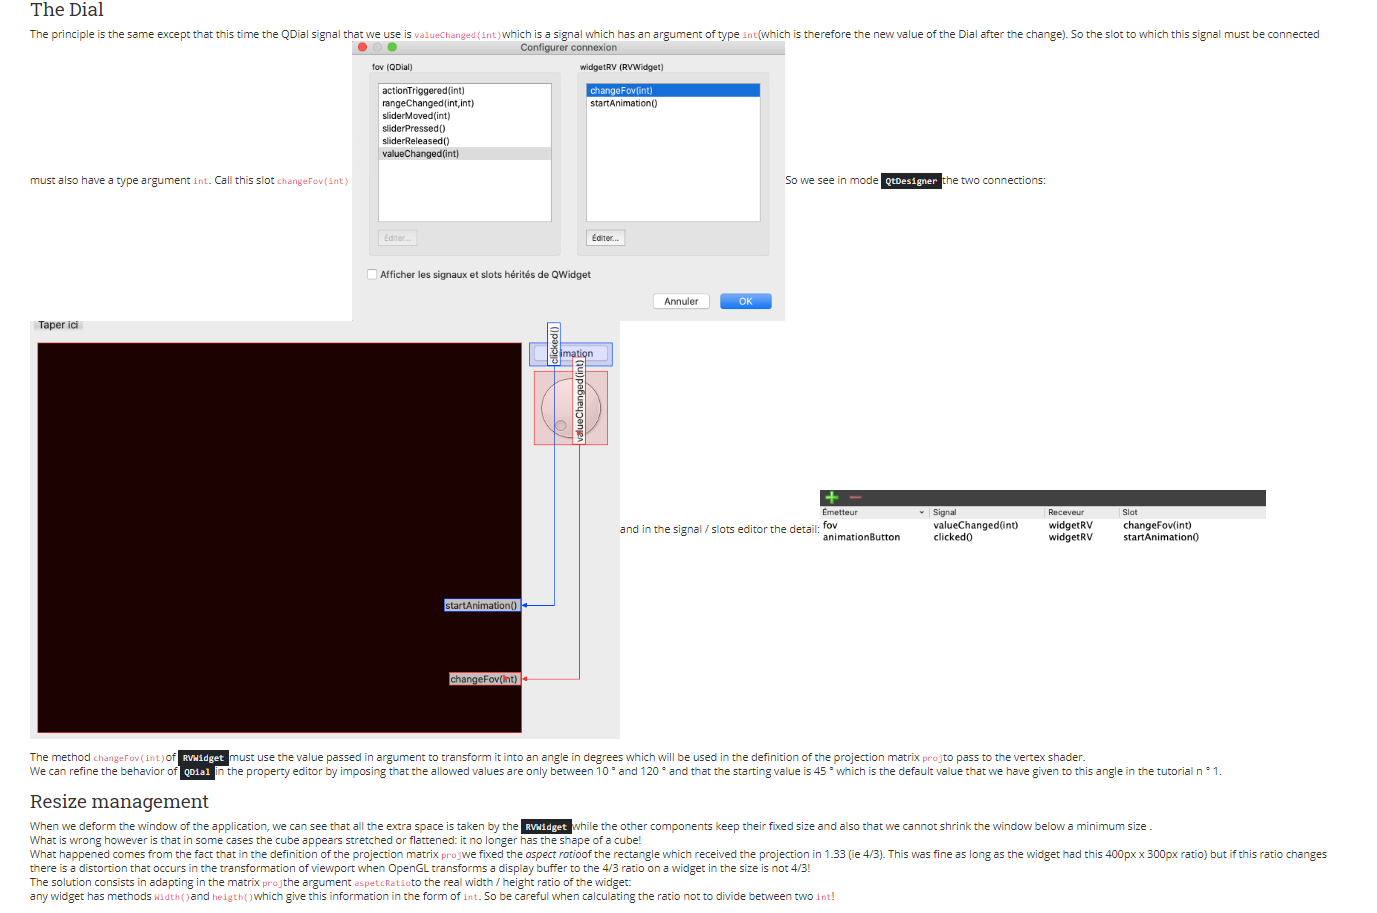 The Dial
The principle is the same except that this time the QDial signal that we use is valueChanged(int)which is a signal which has an argument of type int(which is therefore the new value of the Dial after the change). So the slot to which this signal must be connected
must also have a type argument int. Call this slot changeFov(int)
Configurer connexion
fov (QDial)
actionTriggered(int)
rangeChanged(int,int)
sliderMoved(int)
sliderPressed()
sliderReleased()
valueChanged(int)
Éditer...
widgetRV (RVWidget)
changeFov(int)
startAnimation()
Éditer...
Afficher les signaux et slots hérités de QWidget
Annuler
OK
So we see in mode QtDesigner the two connections:
Taper ici
clicked()
imation
valueChanged(int)
startAnimation()
changeFov(int)
and in the signal / slots editor the detail:
Émetteur Signal Receveur Slot
fov valueChanged(int) widgetRV changeFov(int)
animationButton clicked() widgetRV startAnimation()
The method changeFov(int)of RVWidget must use the value passed in argument to transform it into an angle in degrees which will be used in the definition of the projection matrix projto pass to the vertex shader.
We can refine the behavior of QDial in the property editor by imposing that the allowed values are only between 10 ° and 120 ° and that the starting value is 45 ° which is the default value that we have given to this angle in the tutorial n ° 1.
Resize management
When we deform the window of the application, we can see that all the extra space is taken by the RVWidget while the other components keep their fixed size and also that we cannot shrink the window below a minimum size .
What is wrong however is that in some cases the cube appears stretched or flattened: it no longer has the shape of a cube!
What happened comes from the fact that in the definition of the projection matrix projwe fixed the aspect ratioof the rectangle which received the projection in 1.33 (ie 4/3). This was fine as long as the widget had this 400px x 300px ratio) but if this ratio changes
there is a distortion that occurs in the transformation of viewport when OpenGL transforms a display buffer to the 4/3 ratio on a widget in the size is not 4/3!
The solution consists in adapting in the matrix projthe argument aspetcRatioto the real width / height ratio of the widget:
any widget has methods Width()and heigth()which give this information in the form of int. So be careful when calculating the ratio not to divide between two int!